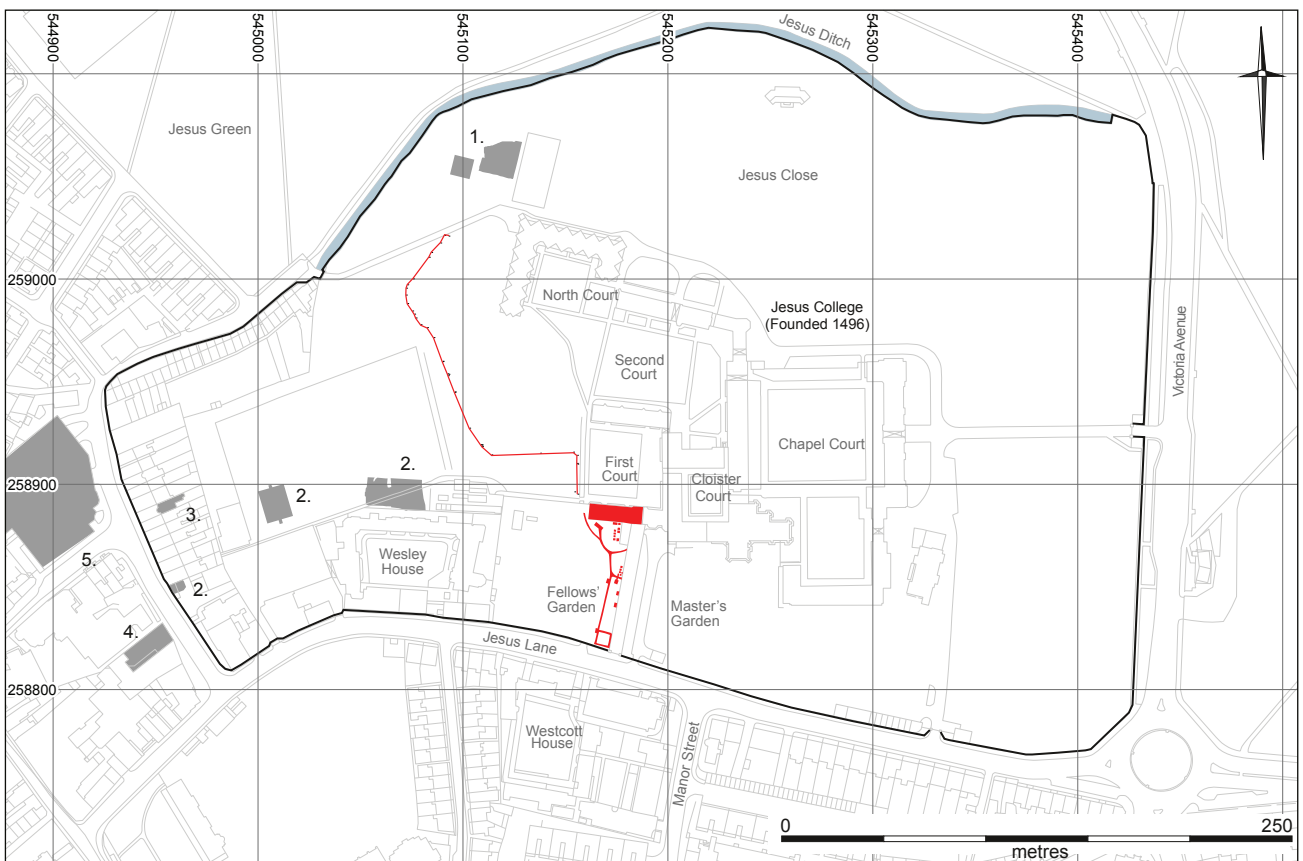 544900
545000
545100
545200
545300
545400
Jesus Ditch
Jesus Green
1.
Jesus Close
259000
North Court
Jesus College
(Founded 1496)
Victoria Avenue
Second
Court
Chapel Court
First
Court
Cloister
Court
258900
2.
2.
3.
5.
2.
4.
Wesley
House
Fellows'
Garden
Master's
Garden
Jesus Lane
258800
Westcott
House
Manor Street
0
250
metres